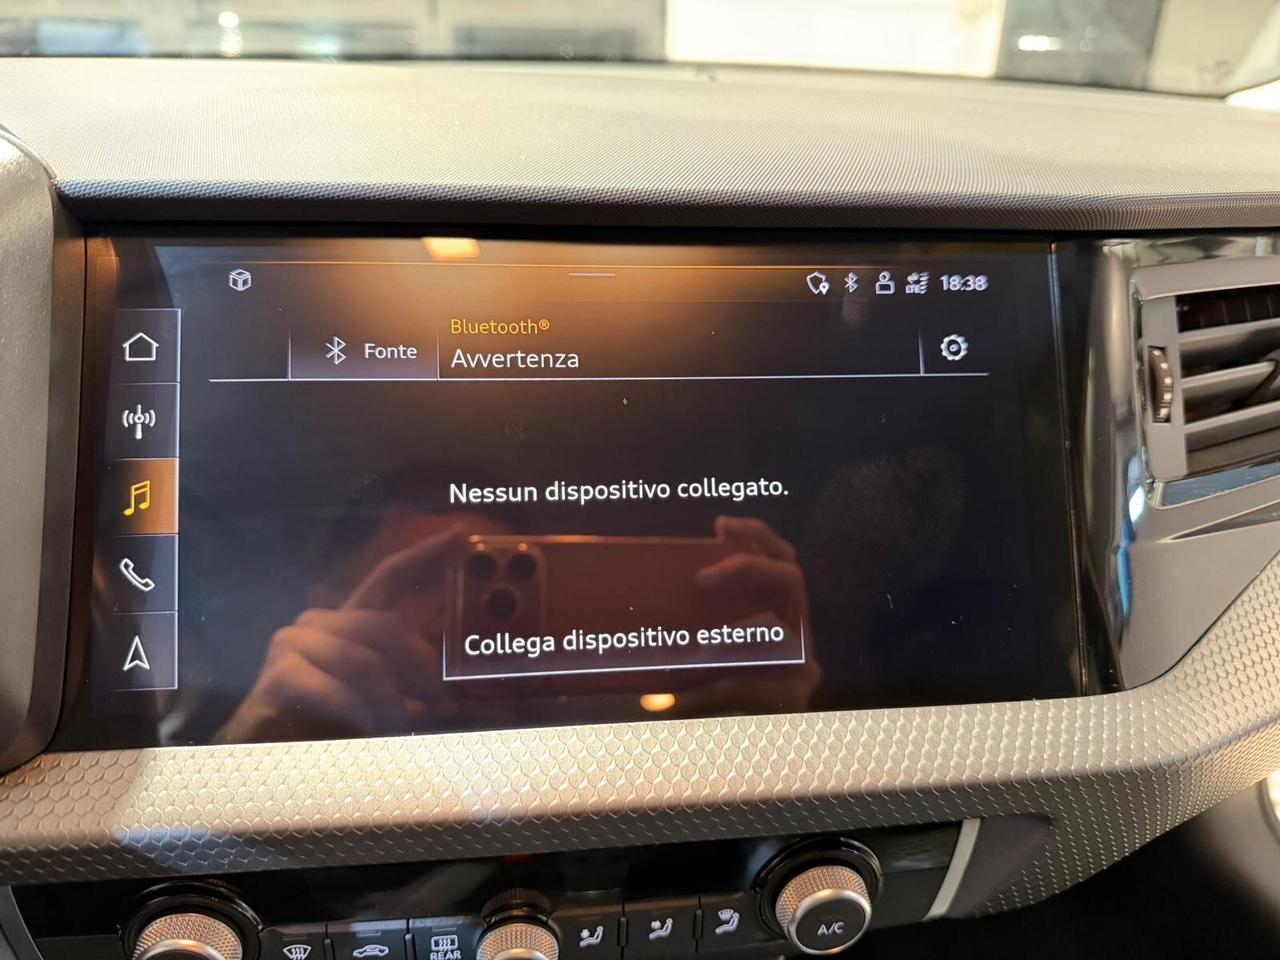 18:38
Bluetooth®
Fonte
Avvertenza
Nessun dispositivo collegato.
Collega dispositivo esterno
REAR
A/C